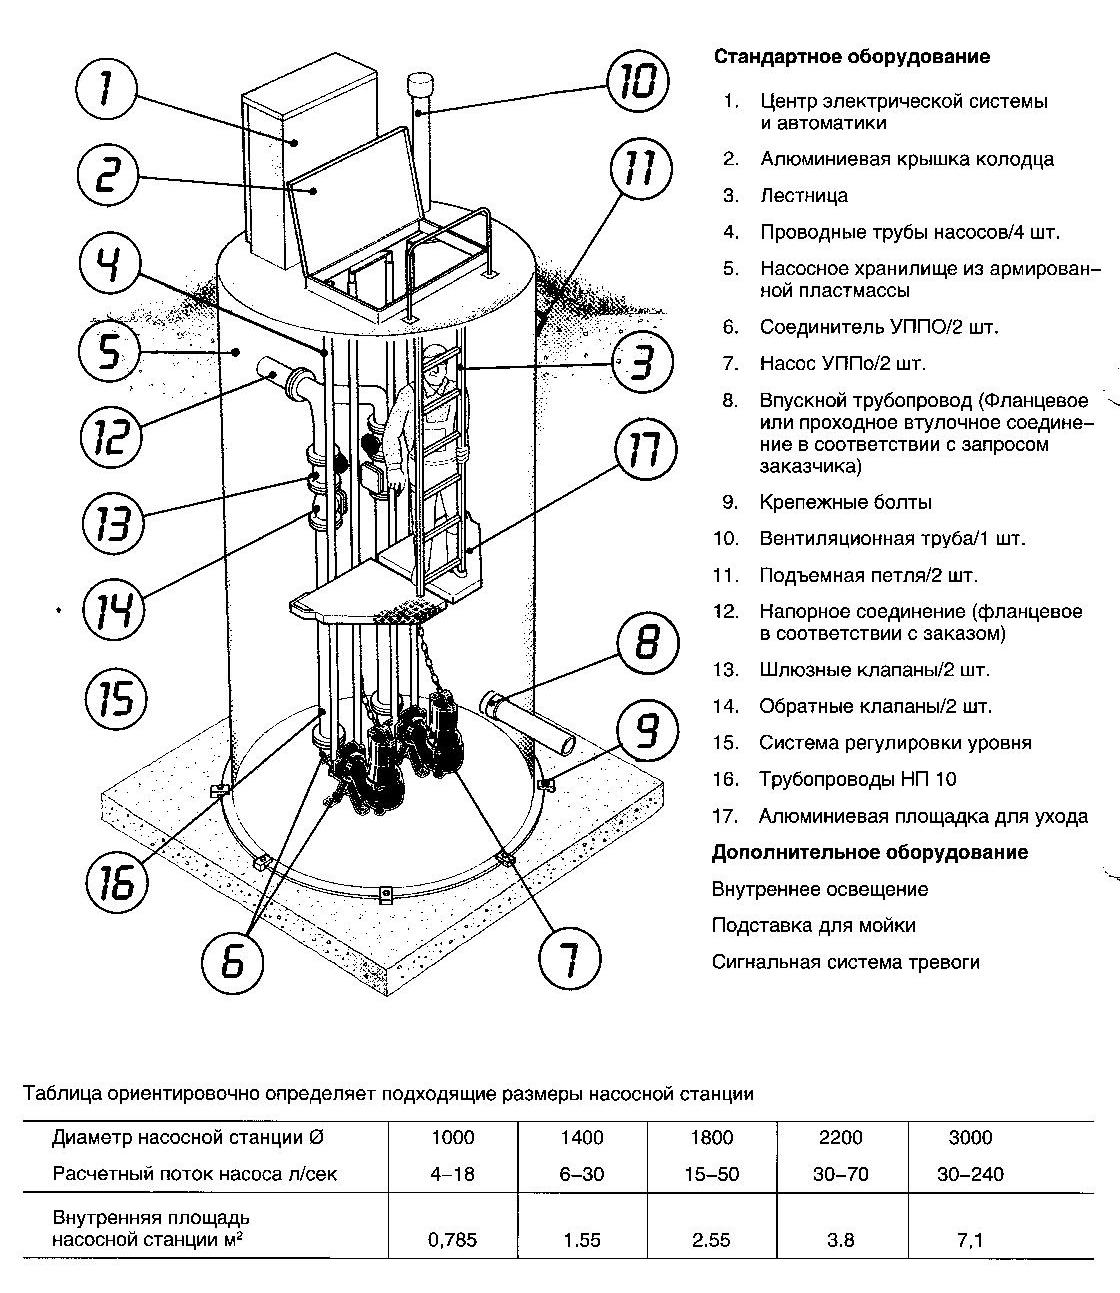 1
2
4
5
12
13
14
15
16
6
7
10
11
3
17
8
9
Стандартное оборудование
1. Центр электрической системы
и автоматики
2. Алюминиевая крышка колодца
3. Лестница
4. Проводные трубы насосов/4 шт.
5. Насосное хранилище из армирован-
ной пластмассы
6. Соединитель УППО/2 шт.
7. Насос УППо/2 шт.
8. Впускной трубопровод (Фланцевое
или проходное втулочное соедине-
ние в соответствии с запросом
заказчика)
9. Крепежные болты
10. Вентиляционная труба/1 шт.
11. Подъемная петля/2 шт.
12. Напорное соединение (фланцевое
в соответствии с заказом)
13. Шлюзные клапаны/2 шт.
14. Обратные клапаны/2 шт.
15. Система регулировки уровня
16. Трубопроводы НП 10
17. Алюминиевая площадка для ухода
Дополнительное оборудование
Внутреннее освещение
Подставка для мойки
Сигнальная система тревоги
Таблица ориентировочно определяет подходящие размеры насосной станции
Диаметр насосной станции Ø 1000 1400 1800 2200 3000
Расчетный поток насоса л/сек 4–18 6–30 15–50 30–70 30–240
Внутренняя площадь
насосной станции м² 0,785 1.55 2.55 3.8 7,1